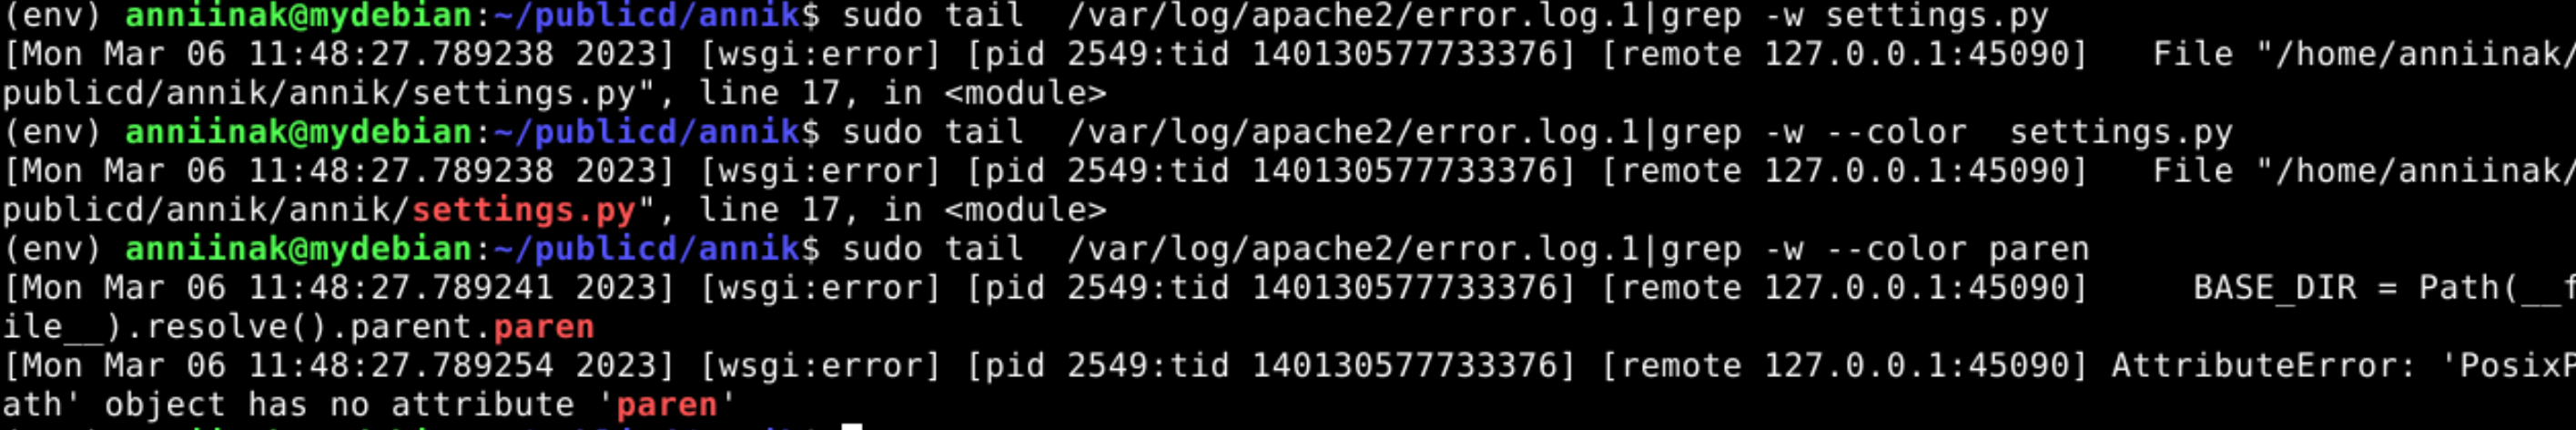 (env) anniinak@mydebian:~/publicd/annik$ sudo tail  /var/log/apache2/error.log.1|grep -w settings.py
[Mon Mar 06 11:48:27.789238 2023] [wsgi:error] [pid 2549:tid 140130577733376] [remote 127.0.0.1:45090]   File "/home/anniinak/
publicd/annik/annik/settings.py", line 17, in <module>
(env) anniinak@mydebian:~/publicd/annik$ sudo tail  /var/log/apache2/error.log.1|grep -w --color  settings.py
[Mon Mar 06 11:48:27.789238 2023] [wsgi:error] [pid 2549:tid 140130577733376] [remote 127.0.0.1:45090]   File "/home/anniinak/
publicd/annik/annik/settings.py", line 17, in <module>
(env) anniinak@mydebian:~/publicd/annik$ sudo tail  /var/log/apache2/error.log.1|grep -w --color paren
[Mon Mar 06 11:48:27.789241 2023] [wsgi:error] [pid 2549:tid 140130577733376] [remote 127.0.0.1:45090]     BASE_DIR = Path(__f
ile__).resolve().parent.paren
[Mon Mar 06 11:48:27.789254 2023] [wsgi:error] [pid 2549:tid 140130577733376] [remote 127.0.0.1:45090] AttributeError: 'PosixP
ath' object has no attribute 'paren'